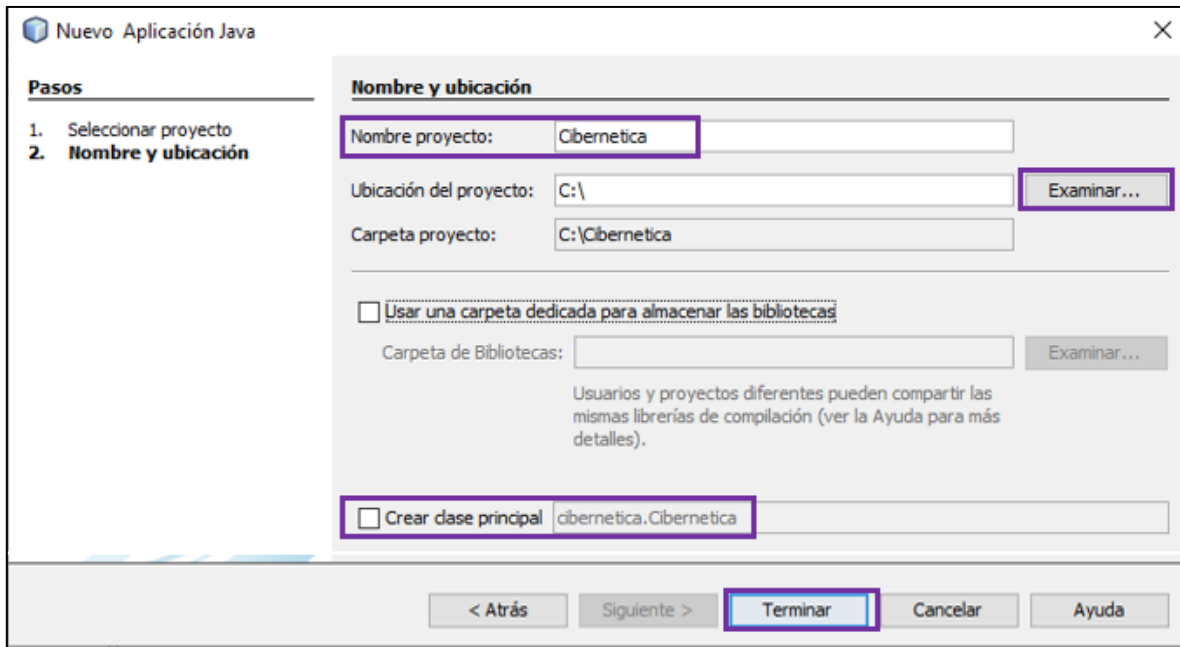 Nuevo Aplicación Java
Pasos
1. Seleccionar proyecto
2. Nombre y ubicación
Nombre y ubicación
Nombre proyecto: Cibernetica
Ubicación del proyecto: C:\ Examinar...
Carpeta proyecto: C:\Cibernetica
Usar una carpeta dedicada para almacenar las bibliotecas
Carpeta de Bibliotecas: Examinar...
Usuarios y proyectos diferentes pueden compartir las
mismas librerías de compilación (ver la Ayuda para más
detalles).
Crear clase principal cibernetica.Cibernetica
< Atrás Siguiente > Terminar Cancelar Ayuda